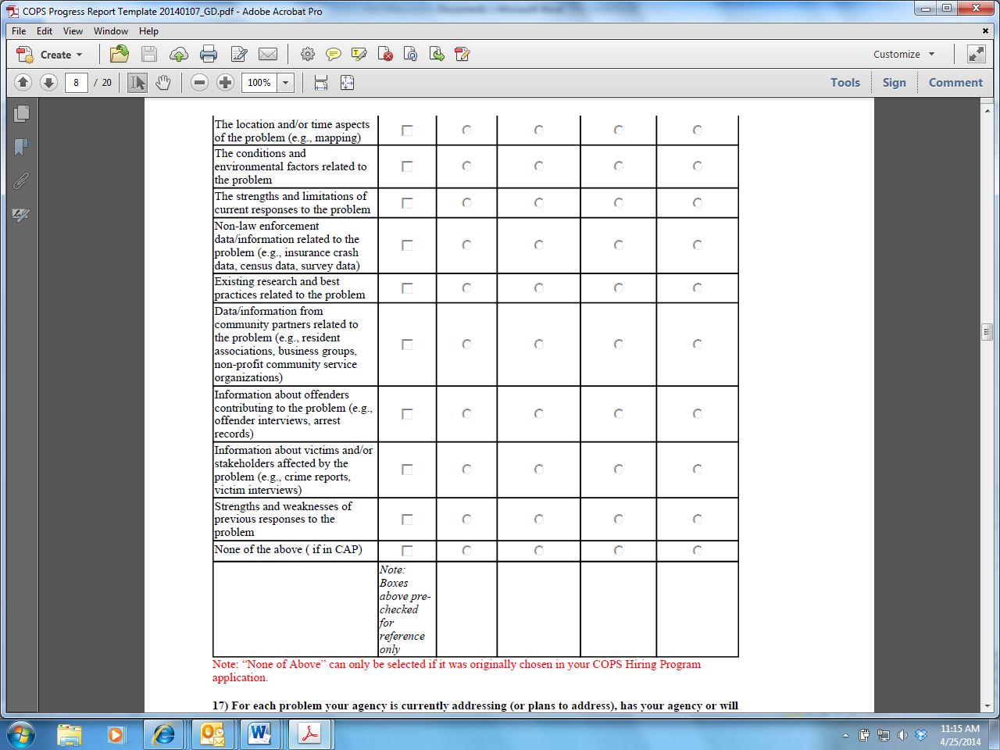 COPS Progress Report Template 20140107_GD.pdf - Adobe Acrobat Pro
File Edit View Window Help
Create Customize
8 / 20 100% Tools Sign Comment
The location and/or time aspects
of the problem (e.g., mapping)
The conditions and
environmental factors related to
the problem
The strengths and limitations of
current responses to the problem
Non-law enforcement
data/information related to the
problem (e.g., insurance crash
data, census data, survey data)
Existing research and best
practices related to the problem
Data/information from
community partners related to
the problem (e.g., resident
associations, business groups,
non-profit community service
organizations)
Information about offenders
contributing to the problem (e.g.,
offender interviews, arrest
records)
Information about victims and/or
stakeholders affected by the
problem (e.g., crime reports,
victim interviews)
Strengths and weaknesses of
previous responses to the
problem
None of the above ( if in CAP)
Note:
Boxes
above pre-
checked
for
reference
only
Note: “None of Above” can only be selected if it was originally chosen in your COPS Hiring Program
application.
17) For each problem your agency is currently addressing (or plans to address), has your agency or will
11:15 AM
4/25/2014